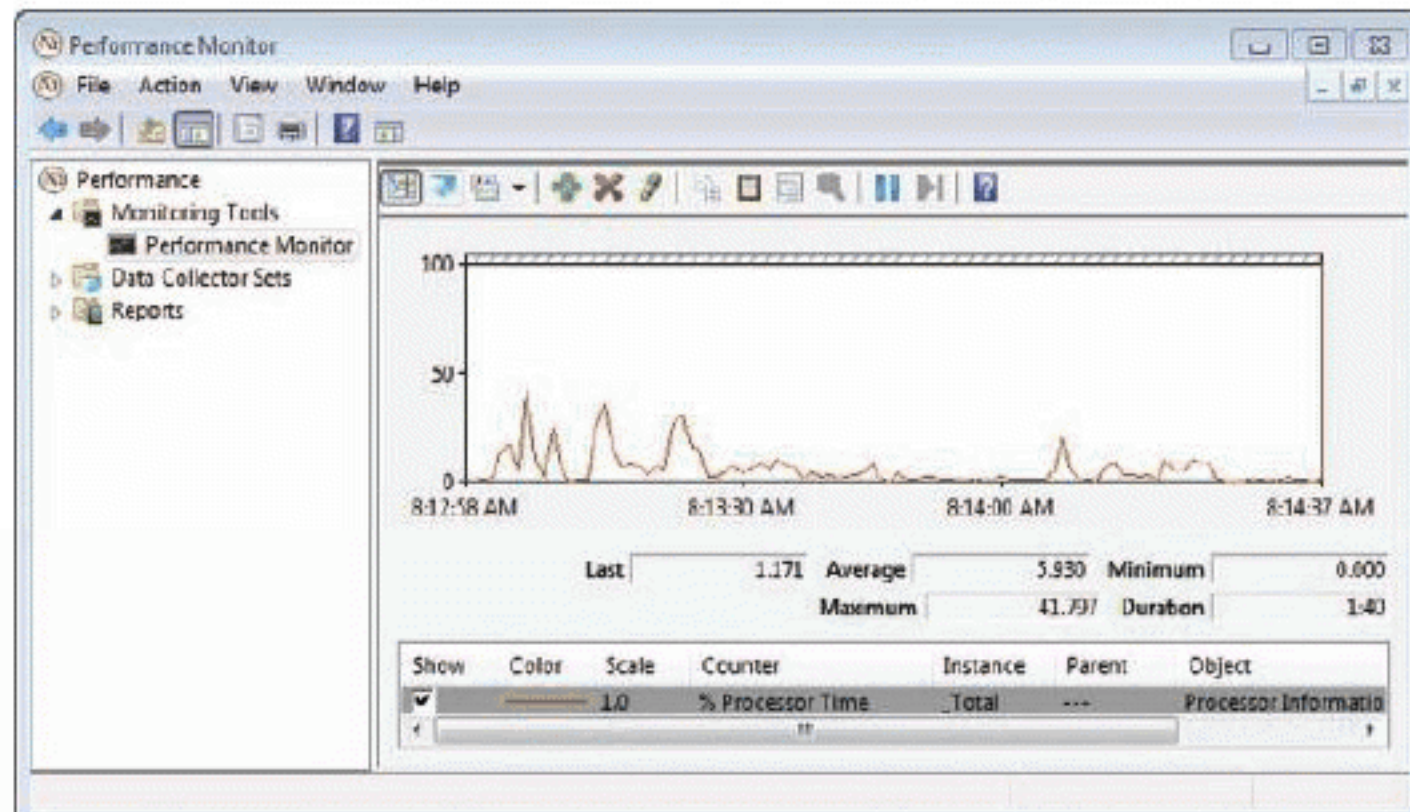 Performance Monitor
File Action View Window Help
Performance
Monitoring Tools
Performance Monitor
Data Collector Sets
Reports
100
50
0
8:12:58 AM 8:13:30 AM 8:14:00 AM 8:14:37 AM
Last 1.171 Average 5.930 Minimum 0.000
Maximum 41.797 Duration 1:40
Show Color Scale Counter Instance Parent Object
1.0 % Processor Time _Total --- Processor Informatio